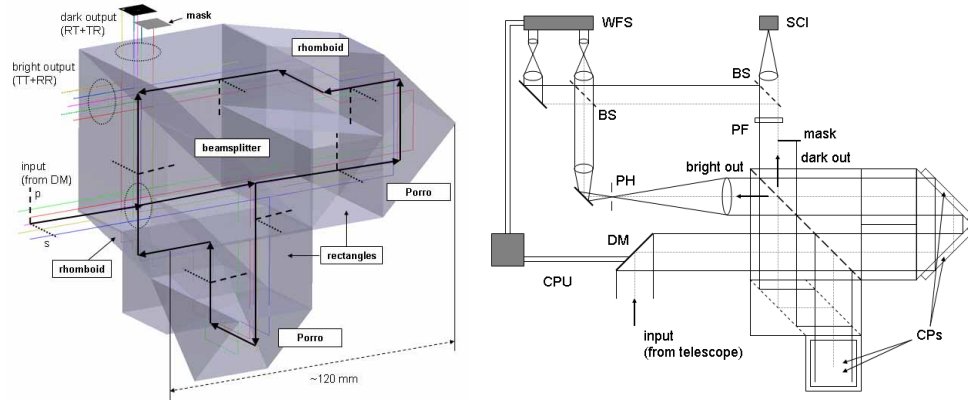 dark output
(RT+TR)
mask
rhomboid
bright output
(TT+RR)
beamsplitter
input
(from DM)
p
s
Porro
rhomboid
rectangles
Porro
~120 mm
WFS
SCI
BS
BS
PF
mask
dark out
bright out
PH
DM
CPU
input
(from telescope)
CPs